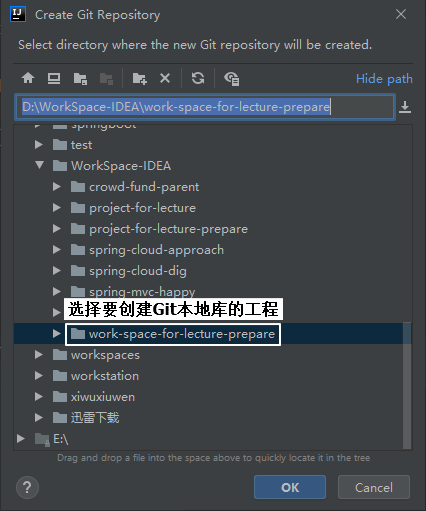 Create Git Repository
Select directory where the new Git repository will be created.
Hide path
D:\WorkSpace-IDEA\work-space-for-lecture-prepare
springboot
test
WorkSpace-IDEA
crowd-fund-parent
project-for-lecture
project-for-lecture-prepare
spring-cloud-approach
spring-cloud-dig
spring-mvc-happy
选择要创建Git本地库的工程
work-space-for-lecture-prepare
workspaces
workstation
xiwuxiuwen
迅雷下载
E:\
Drag and drop a file into the space above to quickly locate it in the tree
?
OK
Cancel